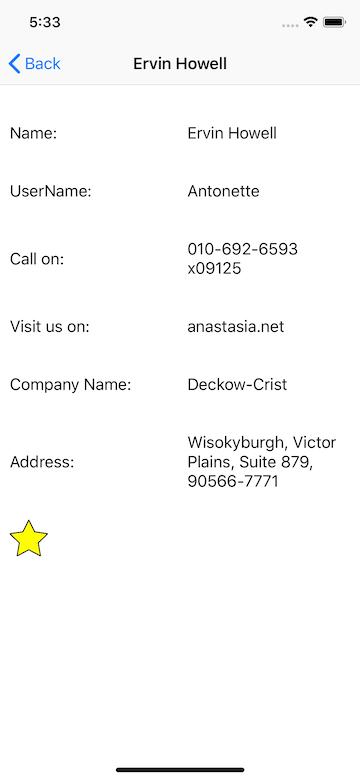 5:33
Back
Ervin Howell
Name:
Ervin Howell
UserName:
Antonette
Call on:
010-692-6593
x09125
Visit us on:
anastasia.net
Company Name:
Deckow-Crist
Address:
Wisokyburgh, Victor
Plains, Suite 879,
90566-7771